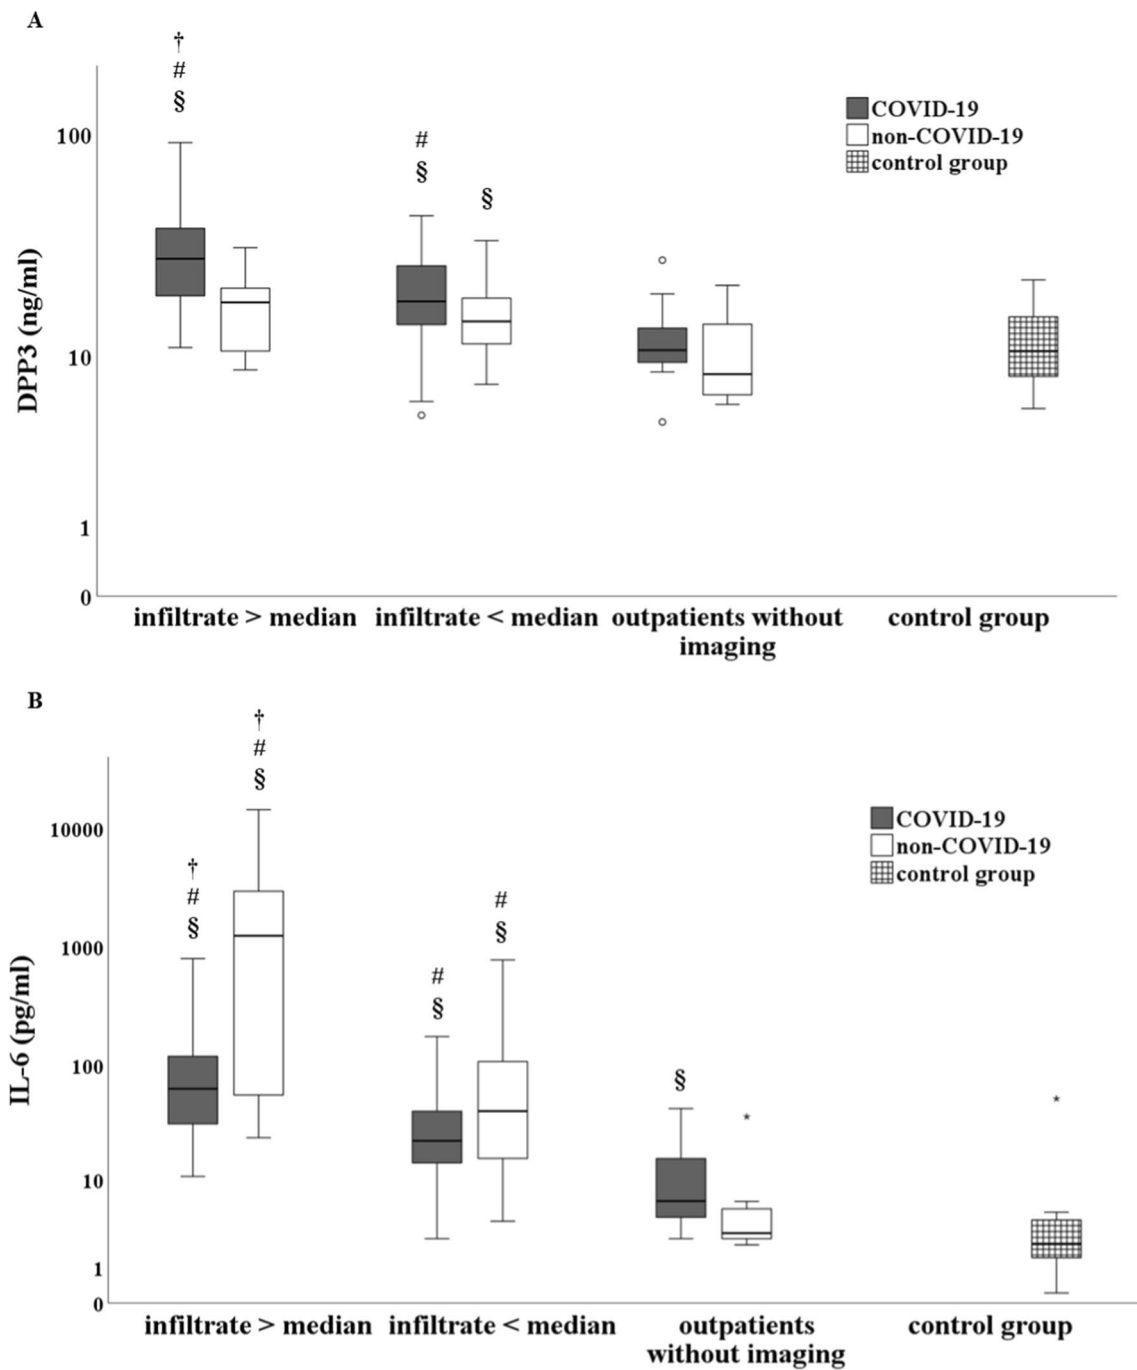 A
†
#
§
#
§
§
COVID-19
non-COVID-19
control group
100
10
1
0
DPP3 (ng/ml)
infiltrate > median
infiltrate < median
outpatients without
imaging
control group
B
†
#
§
†
#
§
#
§
#
§
§
*
*
COVID-19
non-COVID-19
control group
10000
1000
100
10
1
0
IL-6 (pg/ml)
infiltrate > median
infiltrate < median
outpatients
without imaging
control group